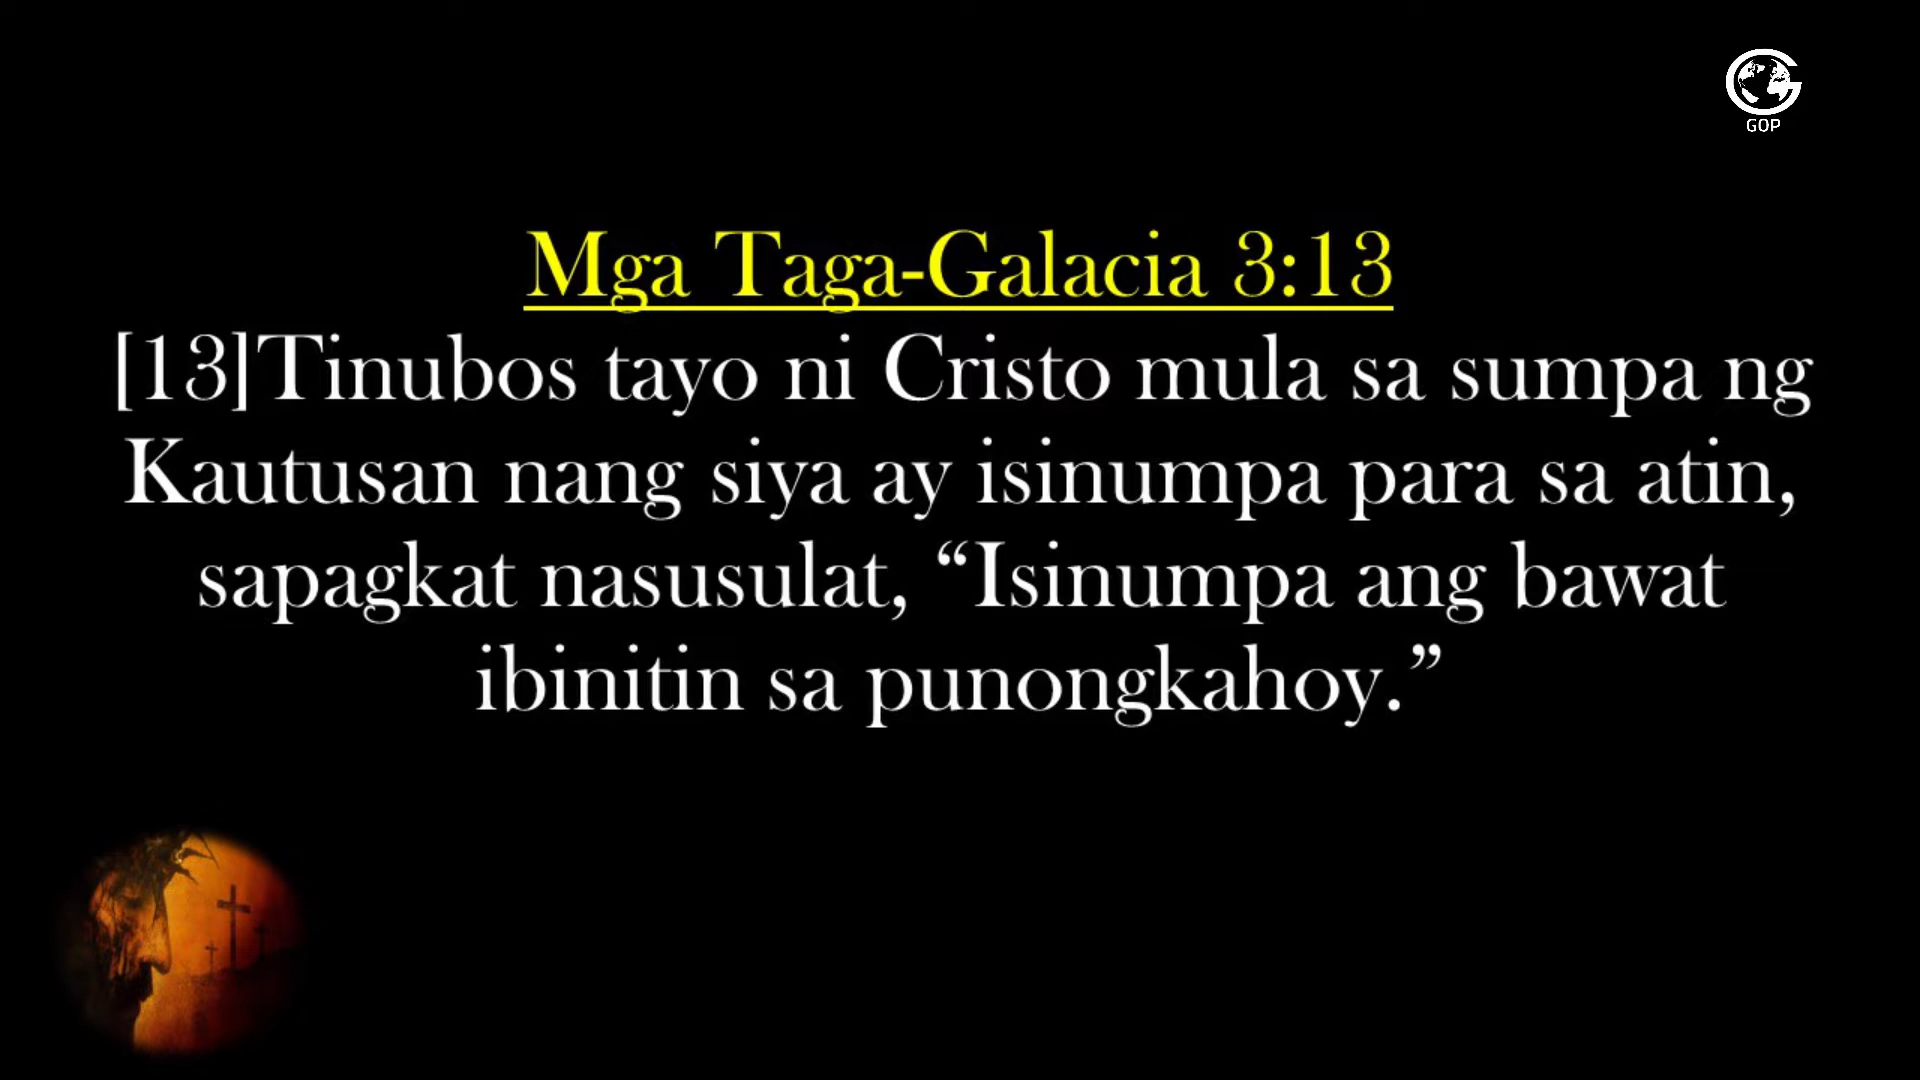 GOP
Mga Taga-Galacia 3:13
[13]Tinubos tayo ni Cristo mula sa sumpa ng
Kautusan nang siya ay isinumpa para sa atin,
sapagkat nasusulat, “Isinumpa ang bawat
ibinitin sa punongkahoy.”